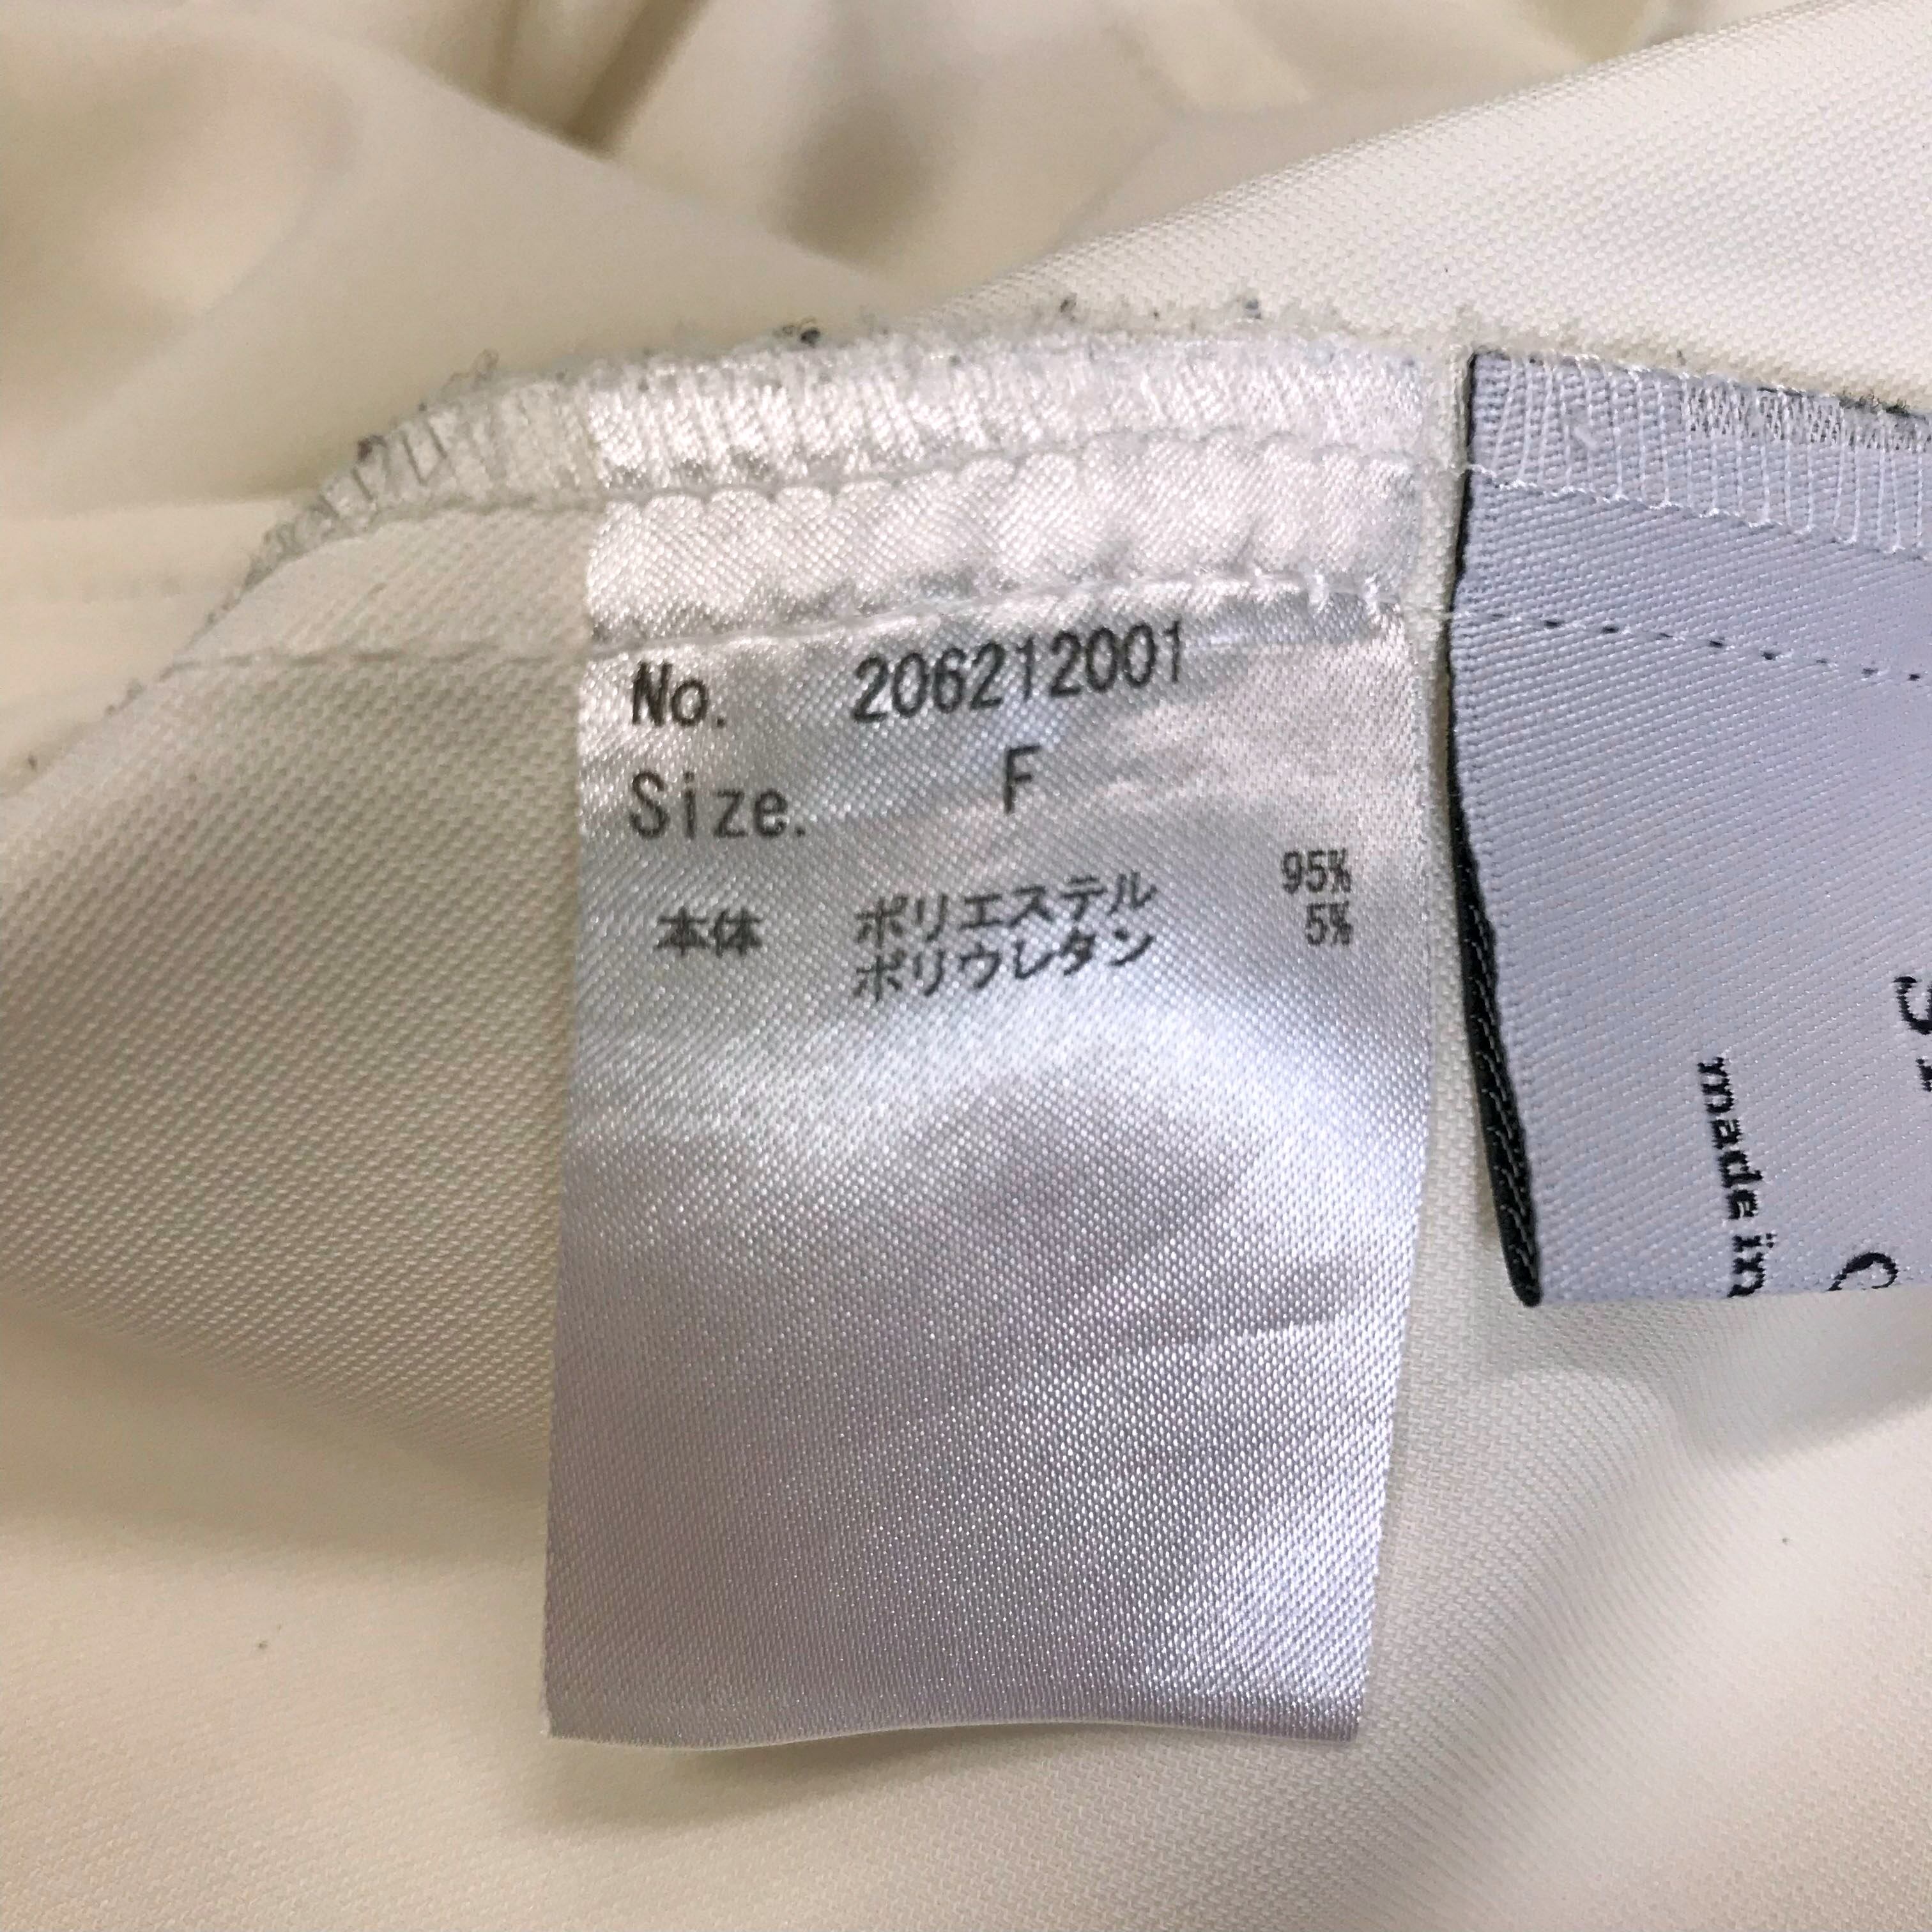 No. 206212001
Size. F
本体 ポリエステル 95%
ポリウレタン 5%
made in